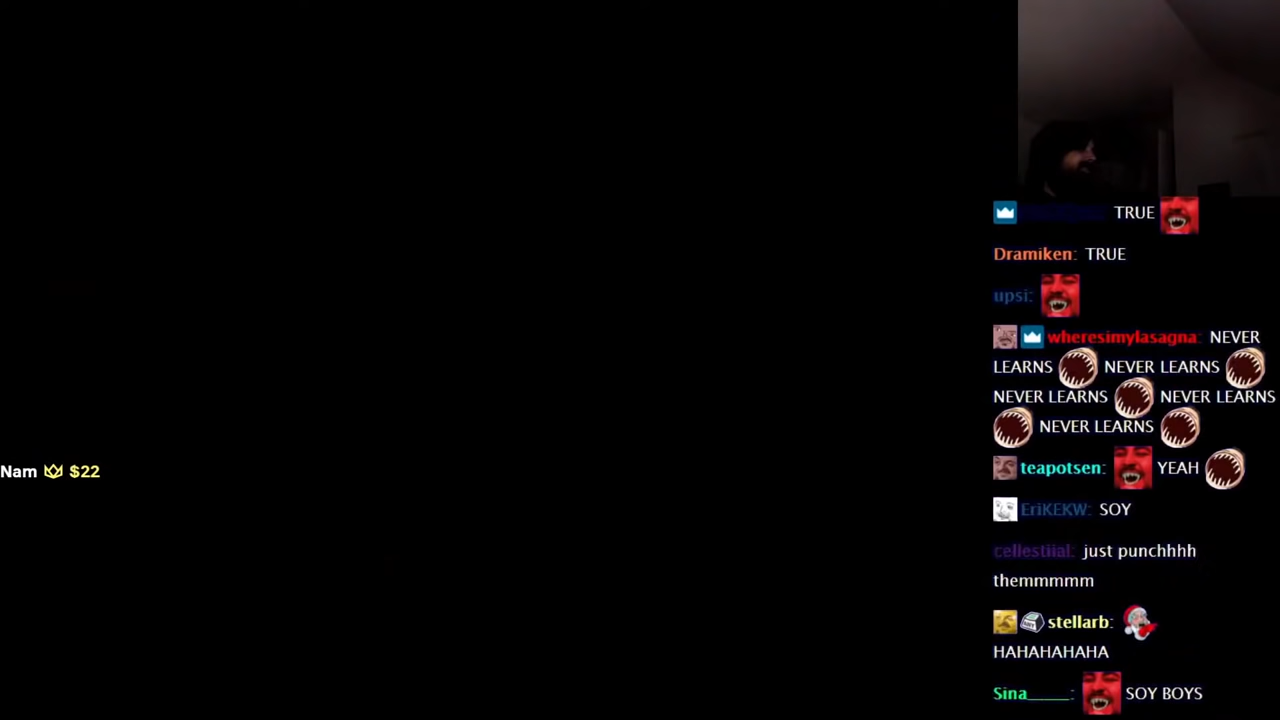 TRUE
Dramiken: TRUE
upsi:
wheresimylasagna: NEVER
LEARNS NEVER LEARNS
NEVER LEARNS NEVER LEARNS
NEVER LEARNS
Nam $22
teapotsen: YEAH
EriKEKW: SOY
cellestiial: just punchhhh
themmmmm
stellarb:
HAHAHAHAHA
Sina_____: SOY BOYS